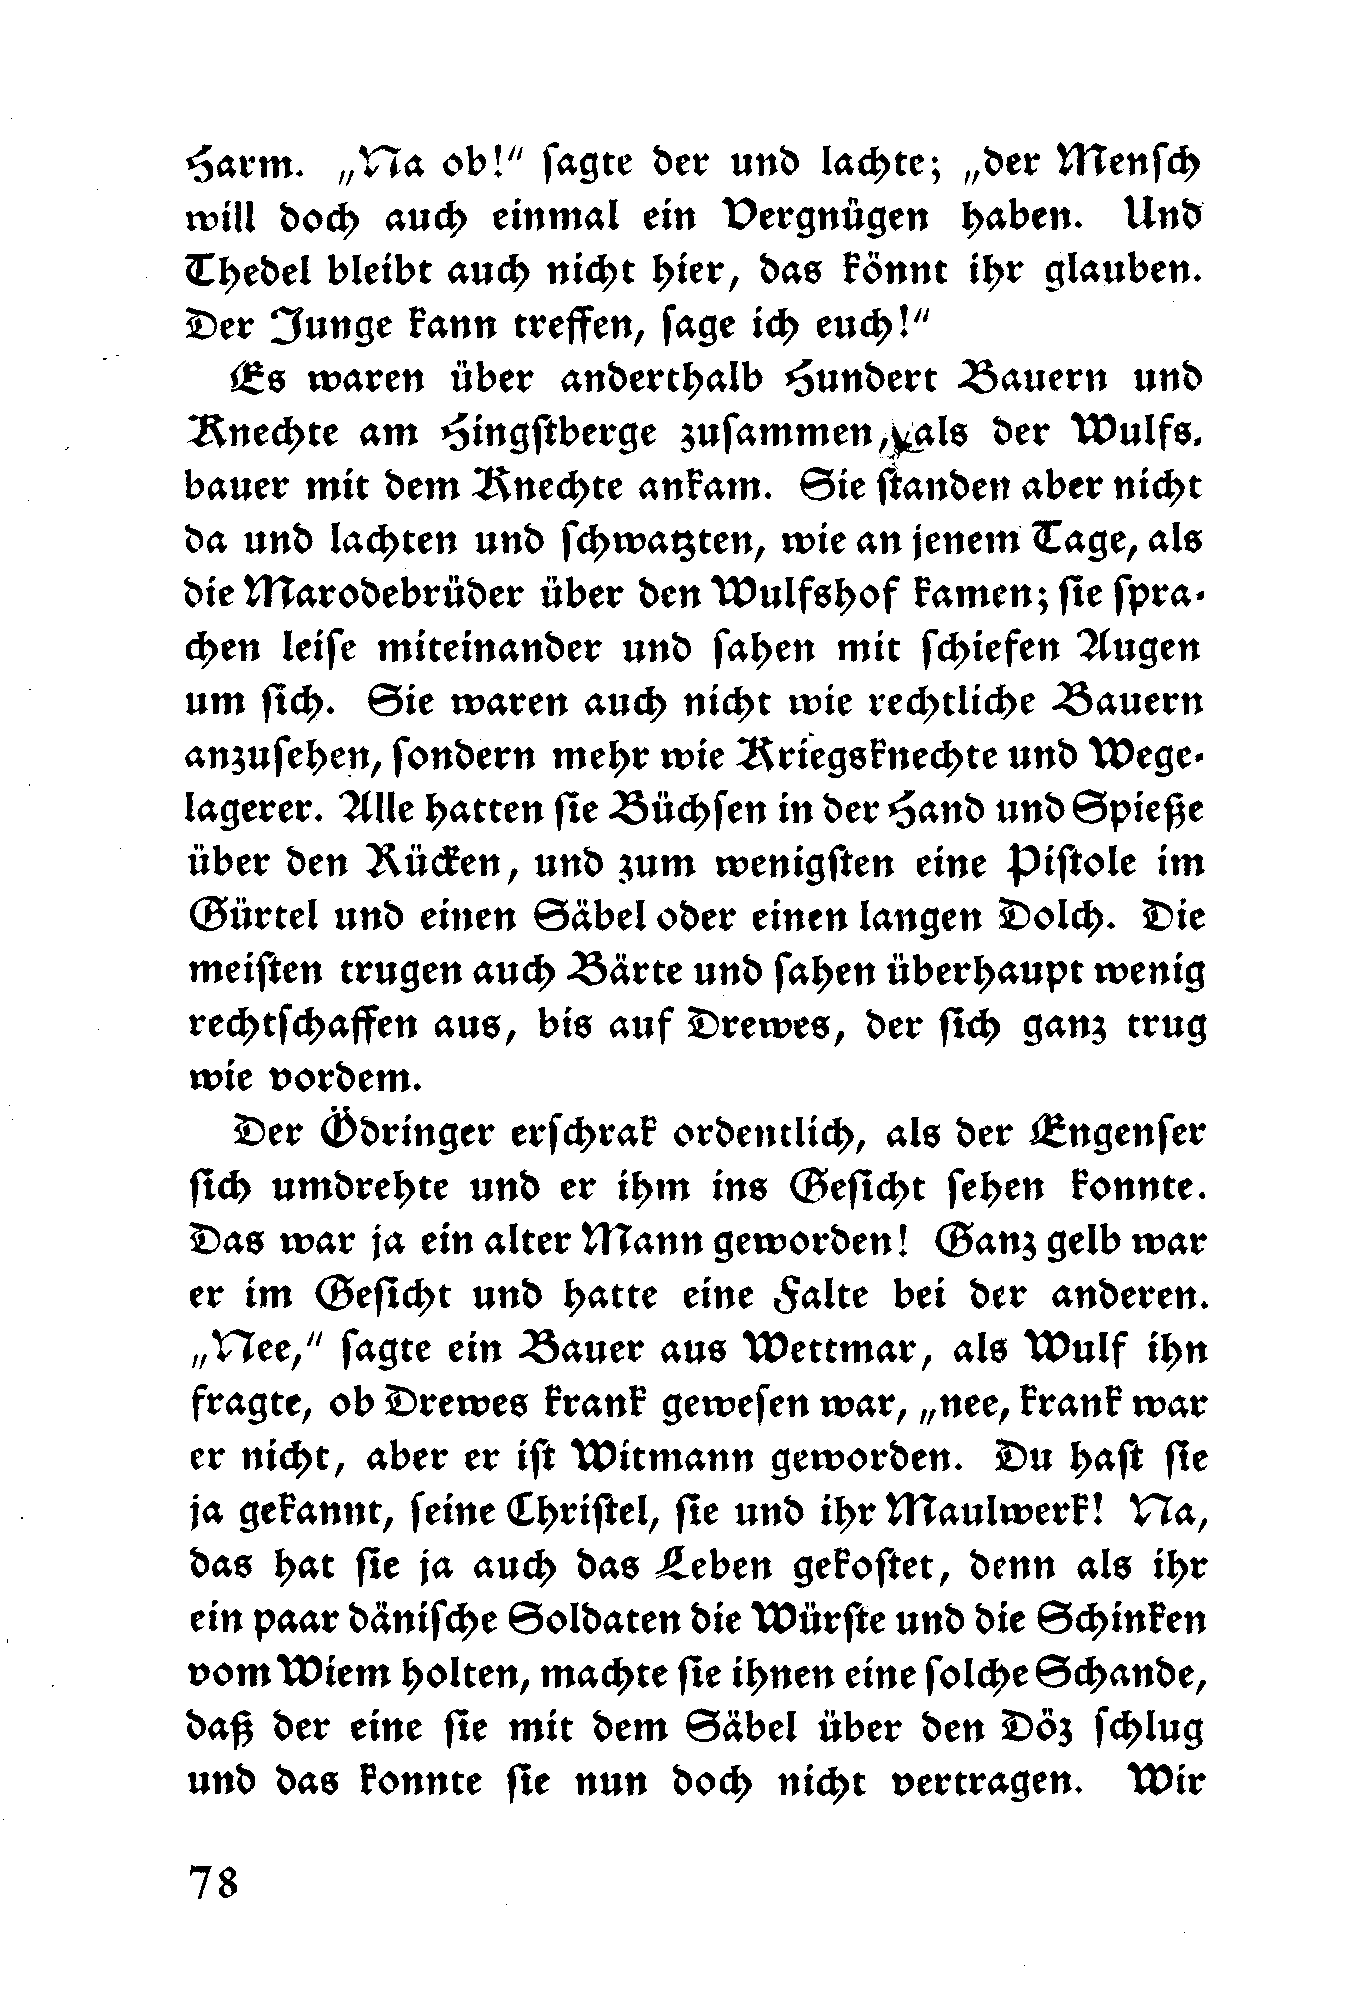 Harm. „Na ob!“ sagte der und lachte; „der Mensch
will doch auch einmal ein Vergnügen haben. Und
Thedel bleibt auch nicht hier, das könnt ihr glauben.
Der Junge kann treffen, sage ich euch!“
Es waren über anderthalb Hundert Bauern und
Knechte am Hingstberge zusammen, als der Wulfs-
bauer mit dem Knechte ankam. Sie standen aber nicht
da und lachten und schwatzten, wie an jenem Tage, als
die Marodebrüder über den Wulfshof kamen; sie spra-
chen leise miteinander und sahen mit schiefen Augen
um sich. Sie waren auch nicht wie rechtliche Bauern
anzusehen, sondern mehr wie Kriegsknechte und Wege-
lagerer. Alle hatten sie Büchsen in der Hand und Spieße
über den Rücken, und zum wenigsten eine Pistole im
Gürtel und einen Säbel oder einen langen Dolch. Die
meisten trugen auch Bärte und sahen überhaupt wenig
rechtschaffen aus, bis auf Drewes, der sich ganz trug
wie vordem.
Der Ödringer erschrak ordentlich, als der Engenser
sich umdrehte und er ihm ins Gesicht sehen konnte.
Das war ja ein alter Mann geworden! Ganz gelb war
er im Gesicht und hatte eine Falte bei der anderen.
„Nee,“ sagte ein Bauer aus Wettmar, als Wulf ihn
fragte, ob Drewes krank gewesen war, „nee, krank war
er nicht, aber er ist Witmann geworden. Du hast sie
ja gekannt, seine Christel, sie und ihr Maulwerk! Na,
das hat sie ja auch das Leben gekostet, denn als ihr
ein paar dänische Soldaten die Würste und die Schinken
vom Wiem holten, machte sie ihnen eine solche Schande,
daß der eine sie mit dem Säbel über den Döz schlug
und das konnte sie nun doch nicht vertragen. Wir
78